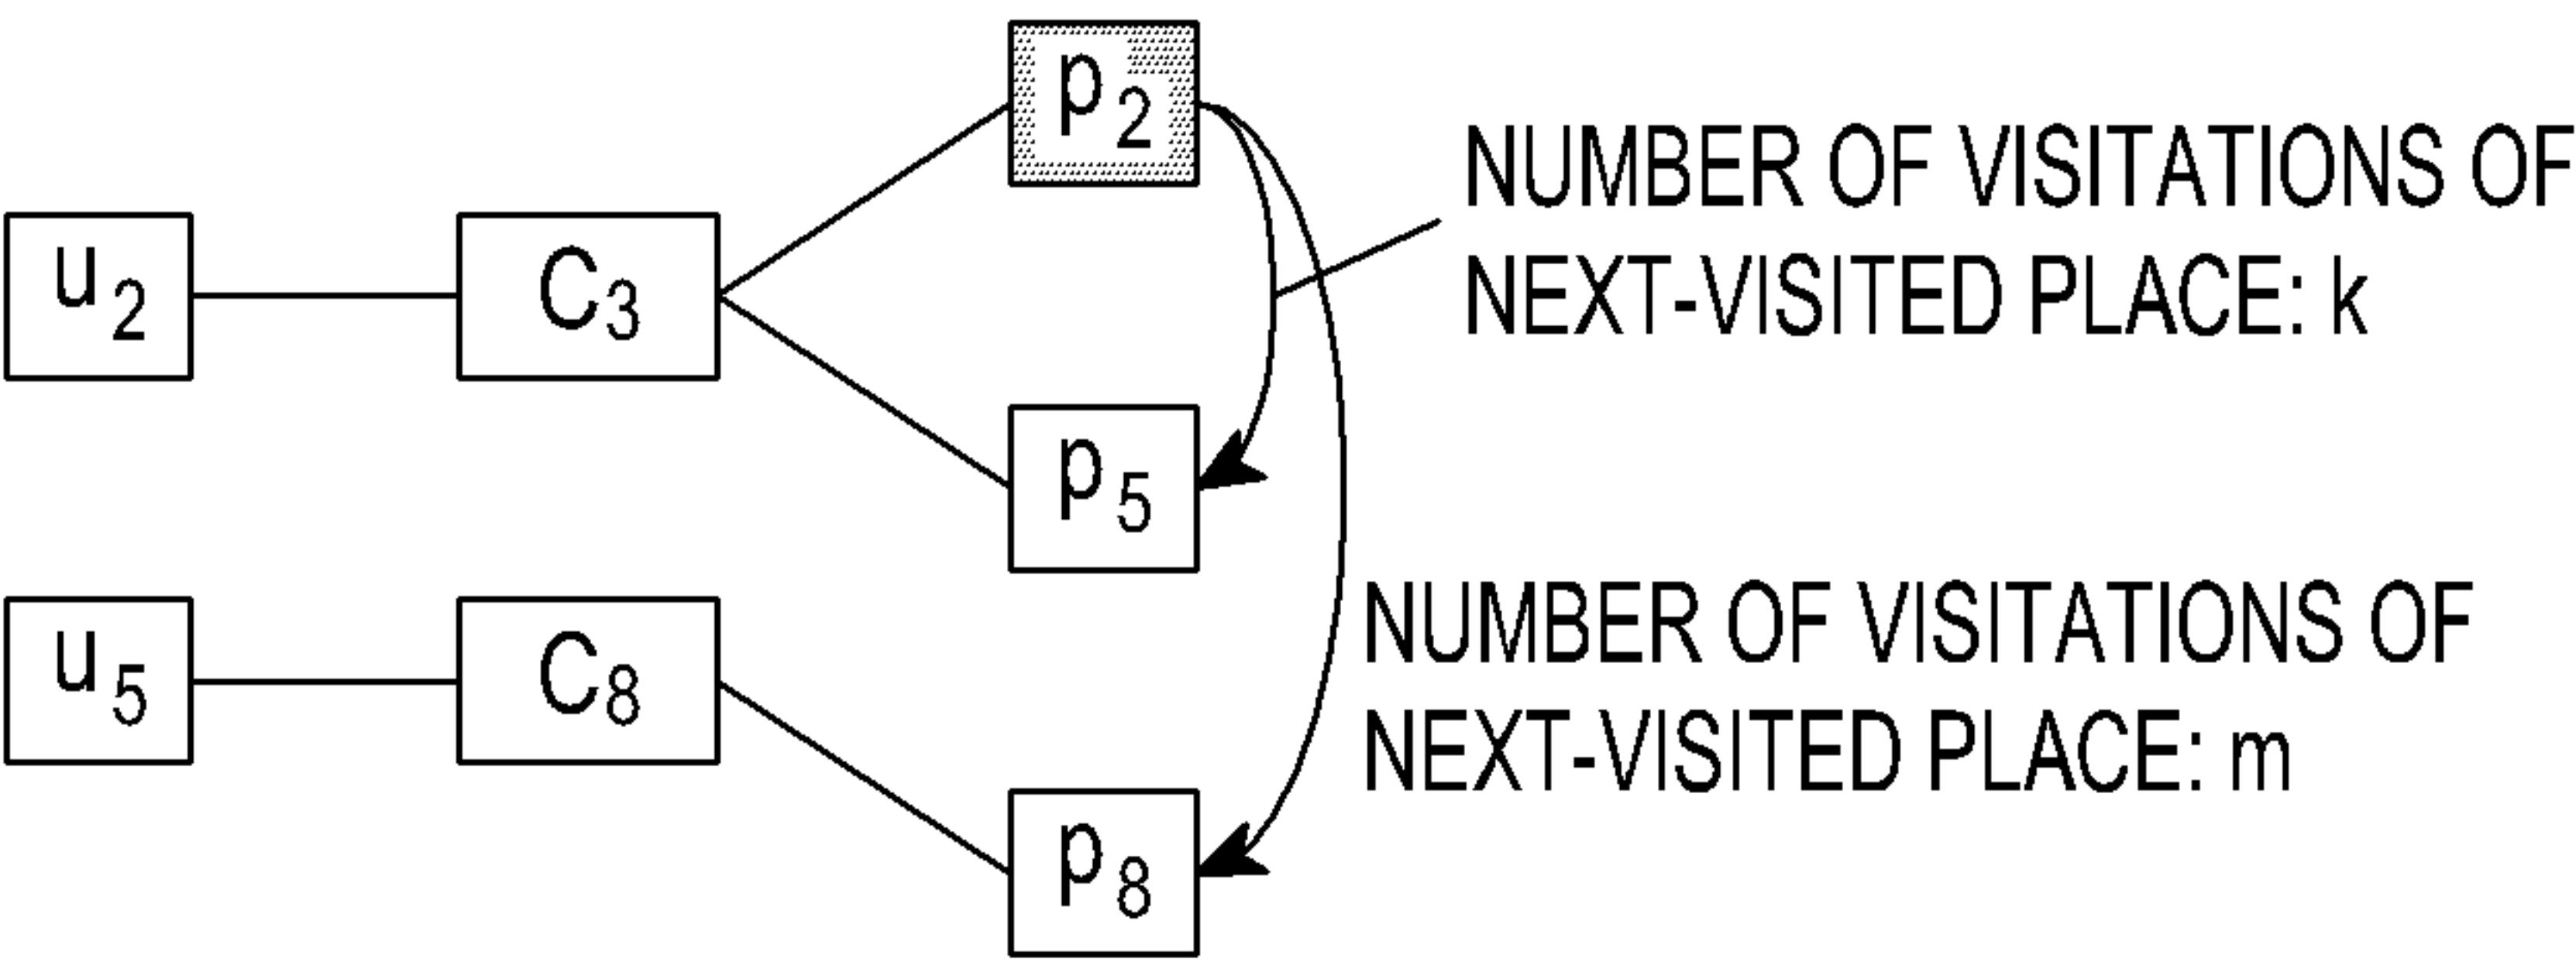 p2
NUMBER OF VISITATIONS OF
NEXT-VISITED PLACE: k
u2
C3
p5
NUMBER OF VISITATIONS OF
NEXT-VISITED PLACE: m
u5
C8
p8